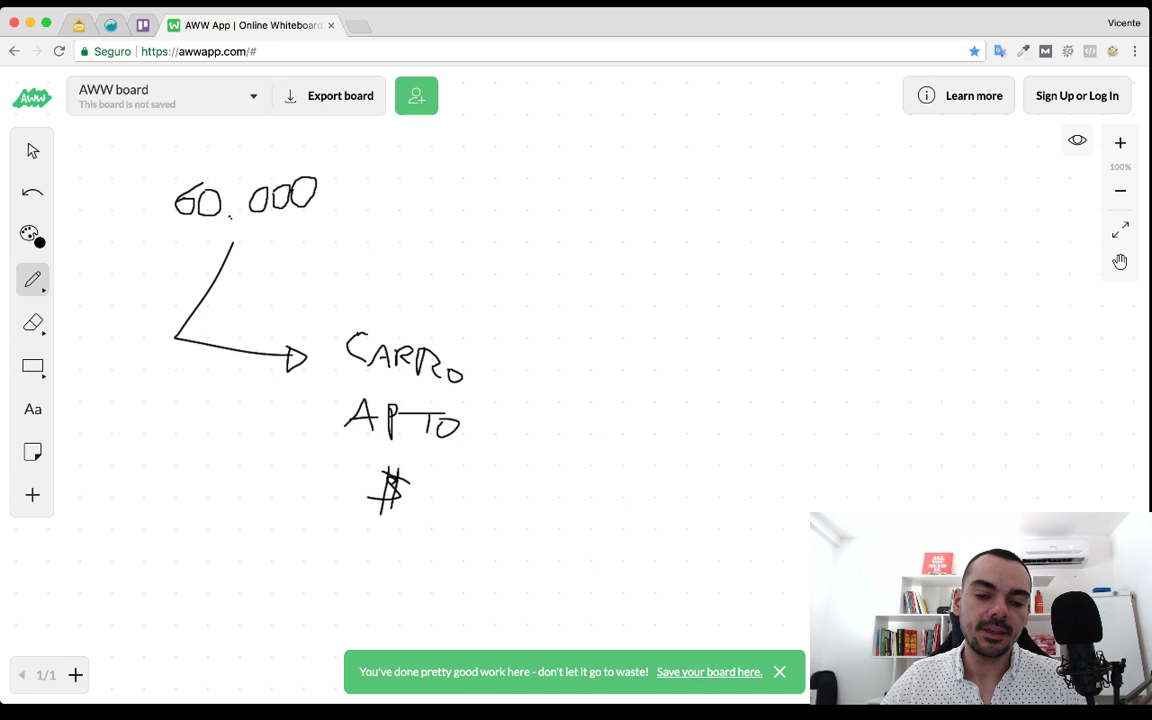 AWW App | Online Whiteboard
Vicente
Seguro
https://awwapp.com/#
AWW
AWW board
This board is not saved
Export board
Learn more
Sign Up or Log In
100%
60.000
CARRO
APTO
$
Aa
1/1
You've done pretty good work here - don't let it go to waste! Save your board here.